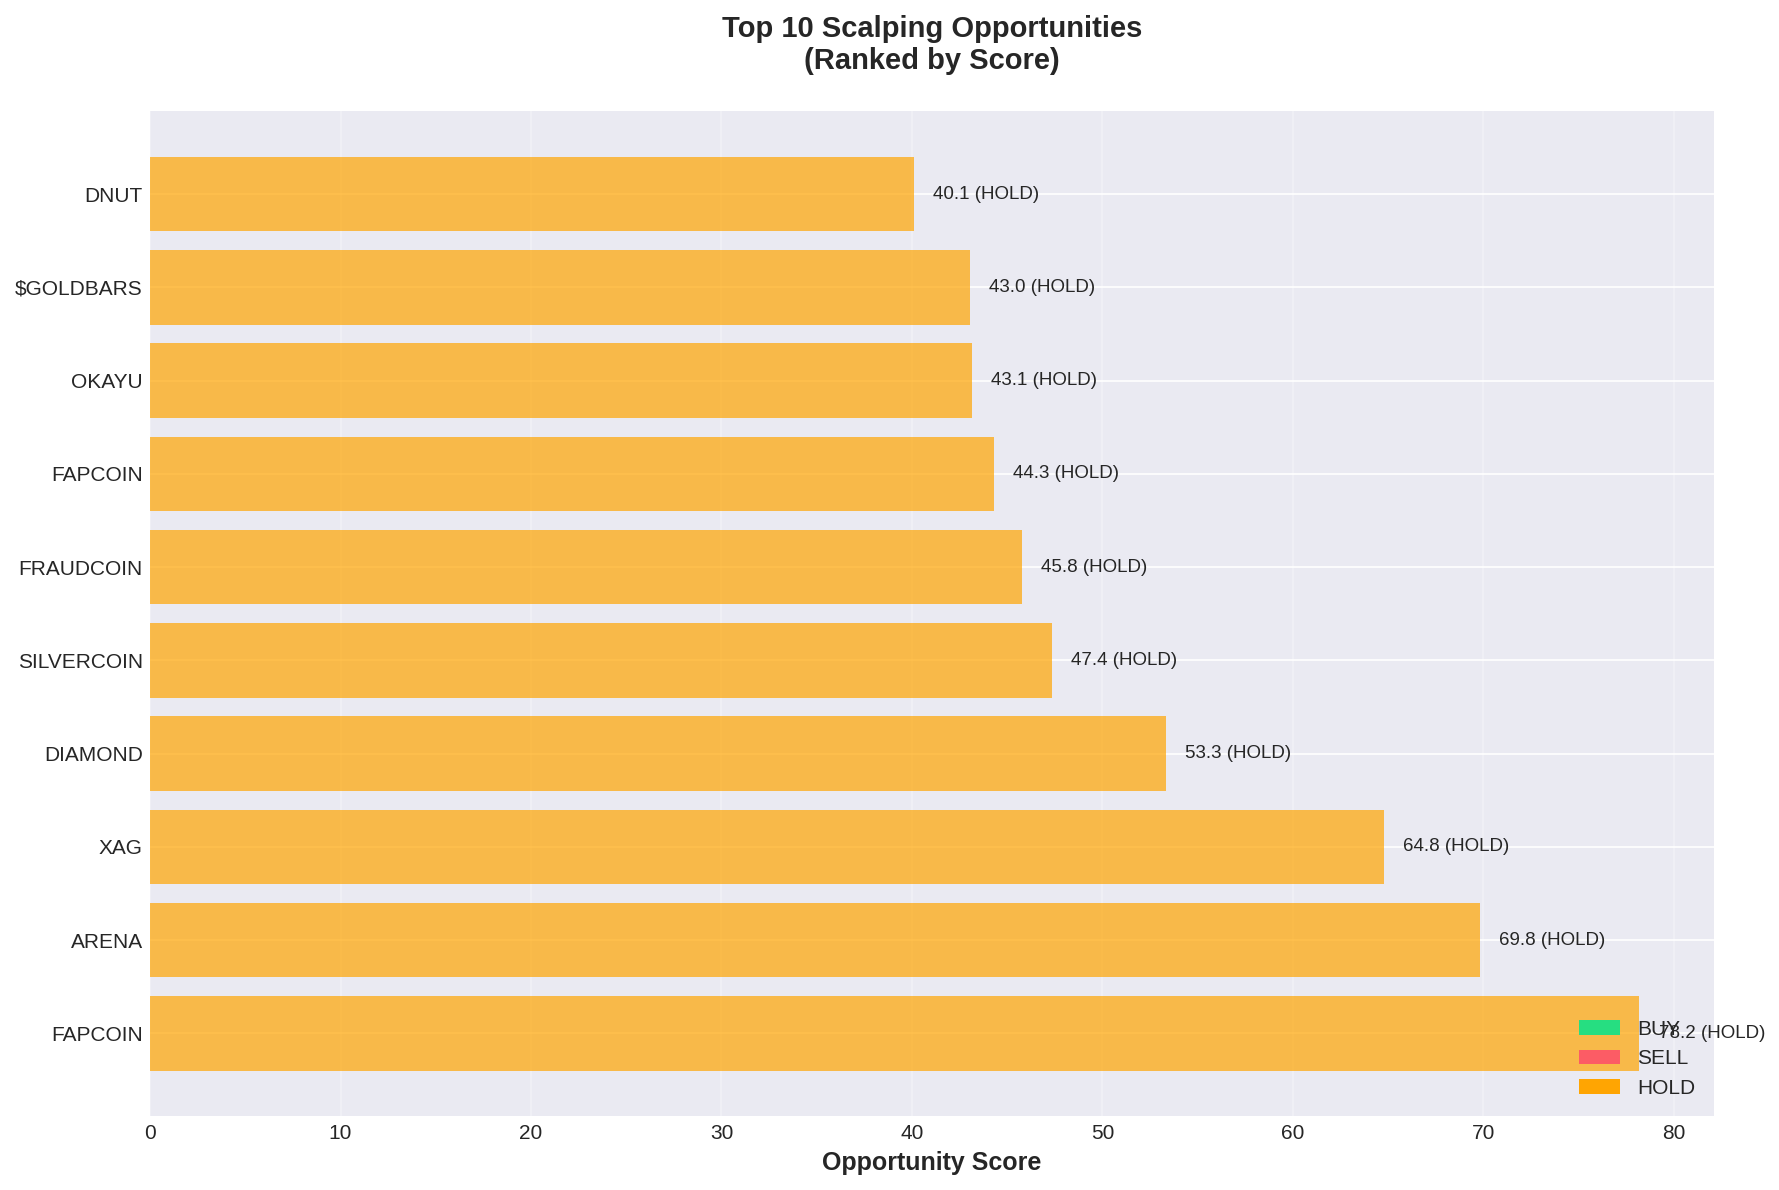 Top 10 Scalping Opportunities
(Ranked by Score)
DNUT
40.1 (HOLD)
$GOLDBARS
43.0 (HOLD)
OKAYU
43.1 (HOLD)
FAPCOIN
44.3 (HOLD)
FRAUDCOIN
45.8 (HOLD)
SILVERCOIN
47.4 (HOLD)
DIAMOND
53.3 (HOLD)
XAG
64.8 (HOLD)
ARENA
69.8 (HOLD)
FAPCOIN
78.2 (HOLD)
BUY
SELL
HOLD
0 10 20 30 40 50 60 70 80
Opportunity Score